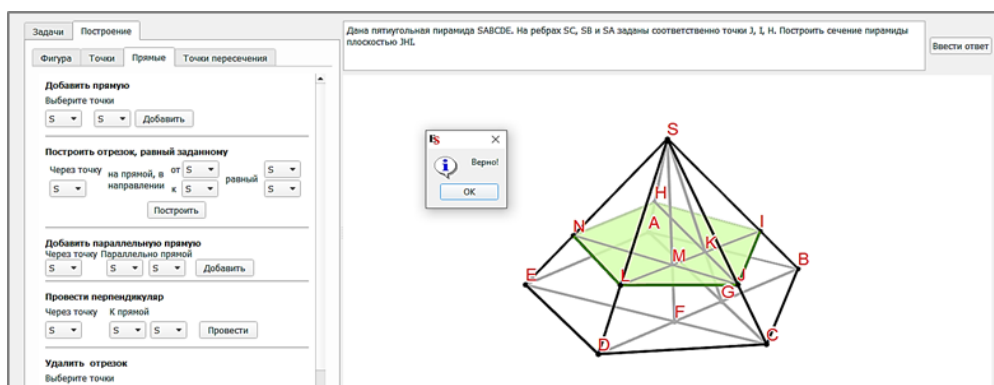 Задачи Построение
Дана пятиугольная пирамида SABCDE. На ребрах SC, SB и SA заданы соответственно точки J, I, H. Построить сечение пирамиды
плоскостью JHI.
Ввести ответ
Фигура Точки Прямые Точки пересечения
Добавить прямую
Выберите точки
S S Добавить
Построить отрезок, равный заданному
Через точку на прямой, в от S равный S
S направлении к S S
Построить
Добавить параллельную прямую
Через точку Параллельно прямой
S S S Добавить
Провести перпендикуляр
Через точку К прямой
S S S Провести
Удалить отрезок
Выберите точки
Верно!
OK
S
H
N A I
K
M B
E L J
G
F
D C